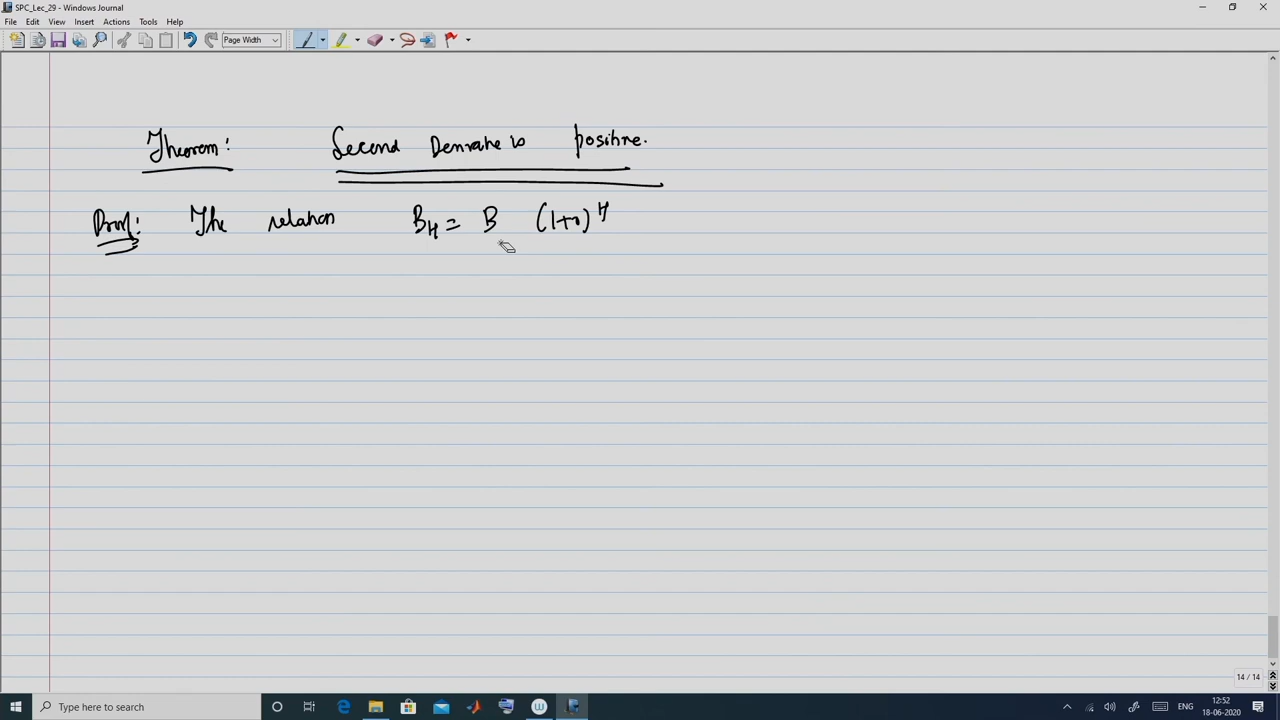 SPC_Lec_29 - Windows Journal
File Edit View Insert Actions Tools Help
Page Width
Theorem: Second Derivative is positive.
Proof: The relation B_H = B (1+r)^H
14 / 14
Type here to search
ENG
12:52
18-06-2020